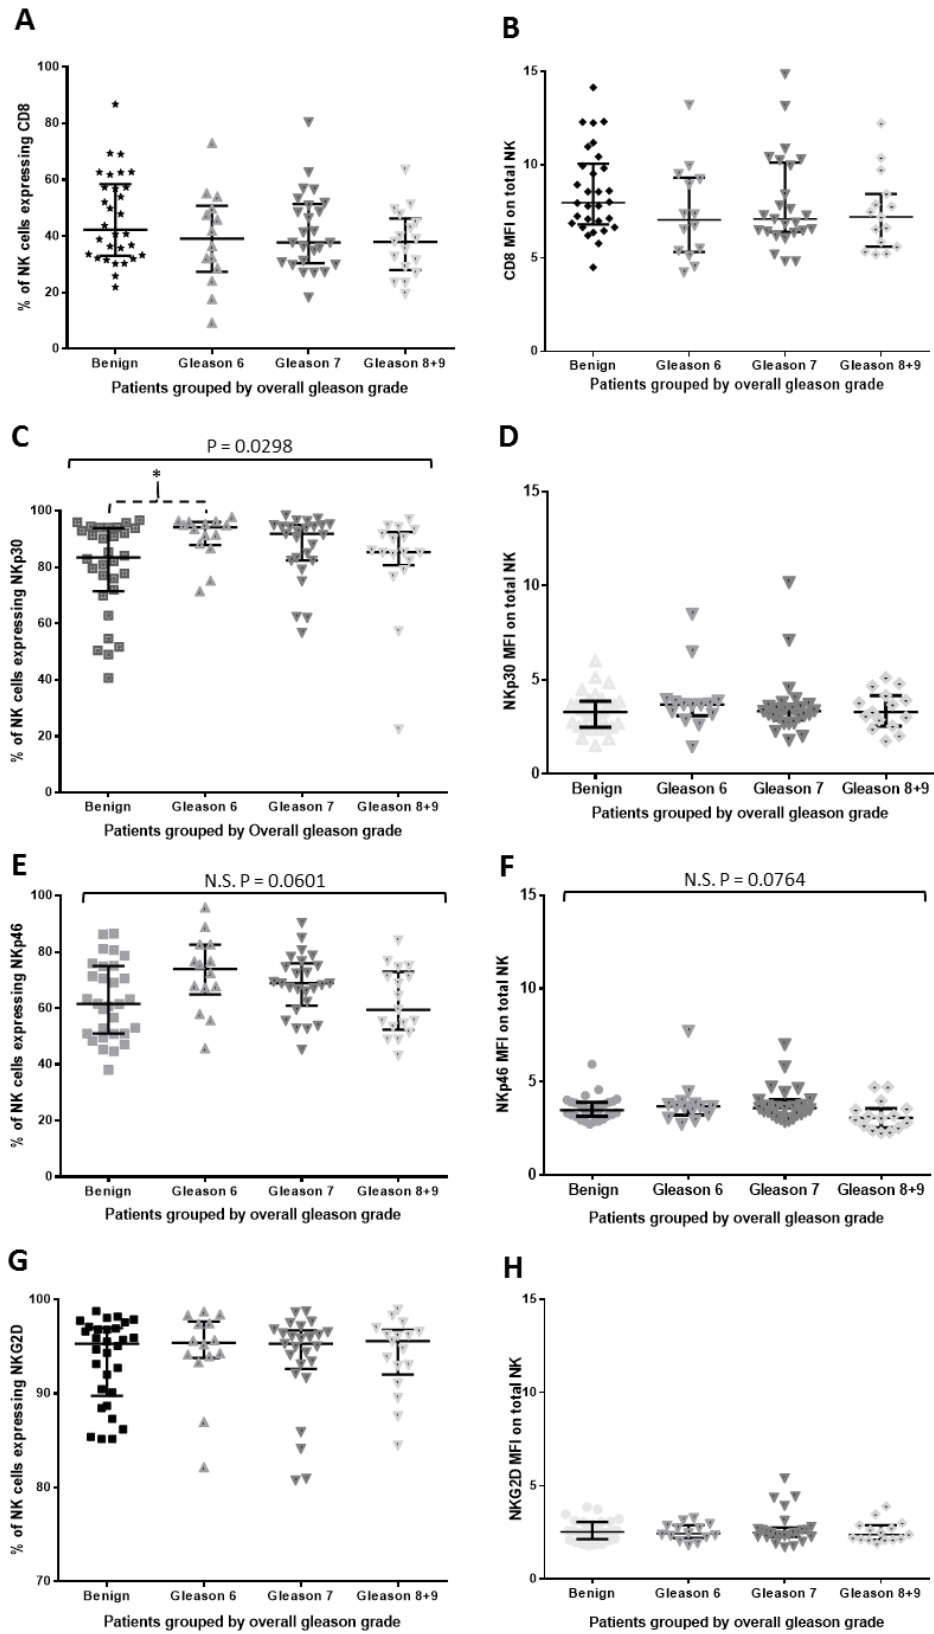 A
% of NK cells expressing CD8
100
80
60
40
20
0
Benign Gleason 6 Gleason 7 Gleason 8+9
Patients grouped by overall gleason grade
B
CD8 MFI on total NK
15
10
5
0
Benign Gleason 6 Gleason 7 Gleason 8+9
Patients grouped by overall gleason grade
C
P = 0.0298
*
% of NK cells expressing NKp30
100
80
60
40
20
0
Benign Gleason 6 Gleason 7 Gleason 8+9
Patients grouped by Overall gleason grade
D
NKp30 MFI on total NK
15
10
5
0
Benign Gleason 6 Gleason 7 Gleason 8+9
Patients grouped by overall gleason grade
E
N.S. P = 0.0601
% of NK cells expressing NKp46
100
80
60
40
20
0
Benign Gleason 6 Gleason 7 Gleason 8+9
Patients grouped by overall gleason grade
F
N.S. P = 0.0764
NKp46 MFI on total NK
15
10
5
0
Benign Gleason 6 Gleason 7 Gleason 8+9
Patients grouped by overall gleason grade
G
% of NK cells expressing NKG2D
100
90
80
70
Benign Gleason 6 Gleason 7 Gleason 8+9
Patients grouped by overall gleason grade
H
NKG2D MFI on total NK
15
10
5
0
Benign Gleason 6 Gleason 7 Gleason 8+9
Patients grouped by overall gleason grade